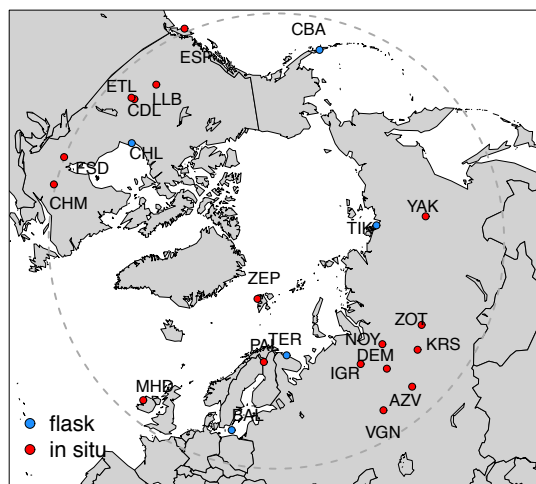 CBA
ESP
ETL
LLB
CDL
CHL
FSD
CHM
YAK
TIK
ZEP
ZOT
TER
NOY
PAL
KRS
DEM
IGR
MHD
AZV
BAL
VGN
flask
in situ